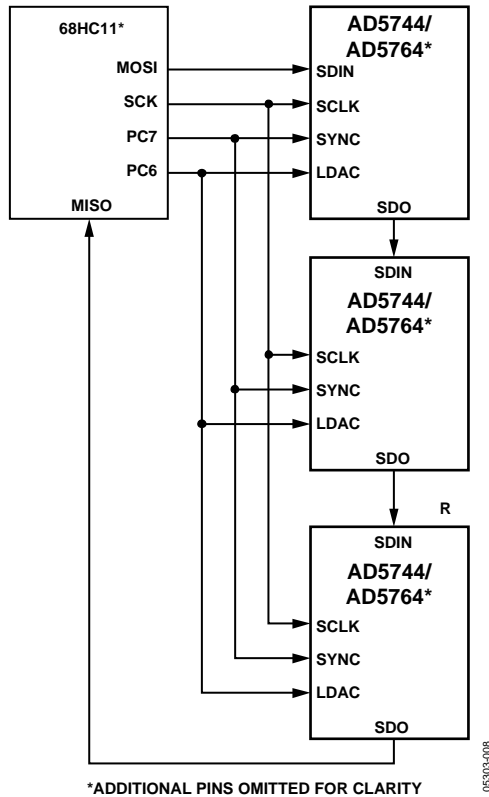 68HC11*
MOSI
SCK
PC7
PC6
MISO
AD5744/
AD5764*
SDIN
SCLK
SYNC
LDAC
SDO
SDIN
AD5744/
AD5764*
SCLK
SYNC
LDAC
SDO
R
SDIN
AD5744/
AD5764*
SCLK
SYNC
LDAC
SDO
*ADDITIONAL PINS OMITTED FOR CLARITY
05303-008